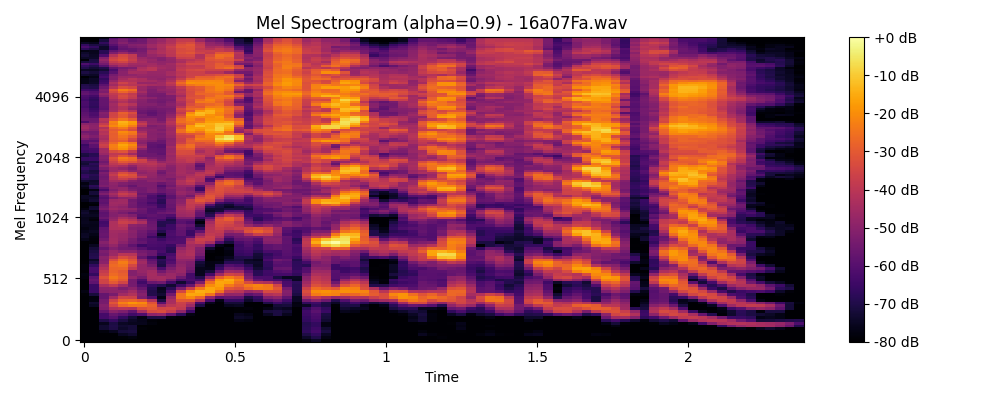 Mel Spectrogram (alpha=0.9) - 16a07Fa.wav
Mel Frequency
4096
2048
1024
512
0
0
0.5
1
1.5
2
Time
+0 dB
-10 dB
-20 dB
-30 dB
-40 dB
-50 dB
-60 dB
-70 dB
-80 dB